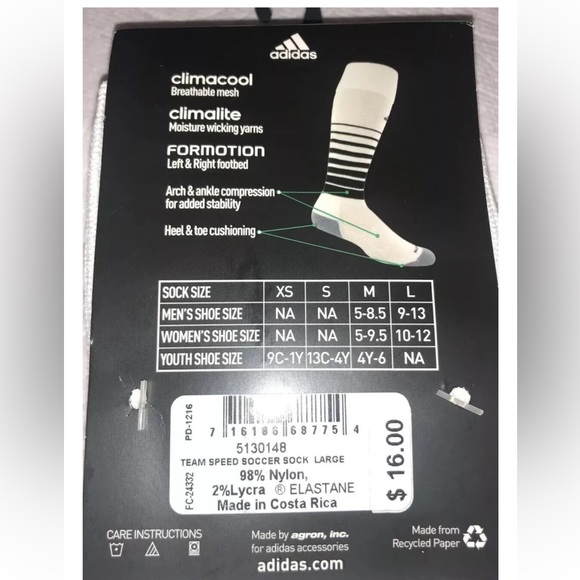 adidas
climacool
Breathable mesh
climalite
Moisture wicking yarns
FORMOTION
Left & Right footbed
Arch & ankle compression
for added stability
Heel & toe cushioning
SOCK SIZE XS S M L
MEN'S SHOE SIZE NA NA 5-8.5 9-13
WOMEN'S SHOE SIZE NA NA 5-9.5 10-12
YOUTH SHOE SIZE 9C-1Y 13C-4Y 4Y-6 NA
PD-1216
FC-24332
7 16106 68775 4
5130148
TEAM SPEED SOCCER SOCK LARGE
98% Nylon,
2%Lycra ® ELASTANE
Made in Costa Rica
$ 16.00
CARE INSTRUCTIONS
Made by agron, inc.
for adidas accessories
adidas.com
Made from
Recycled Paper